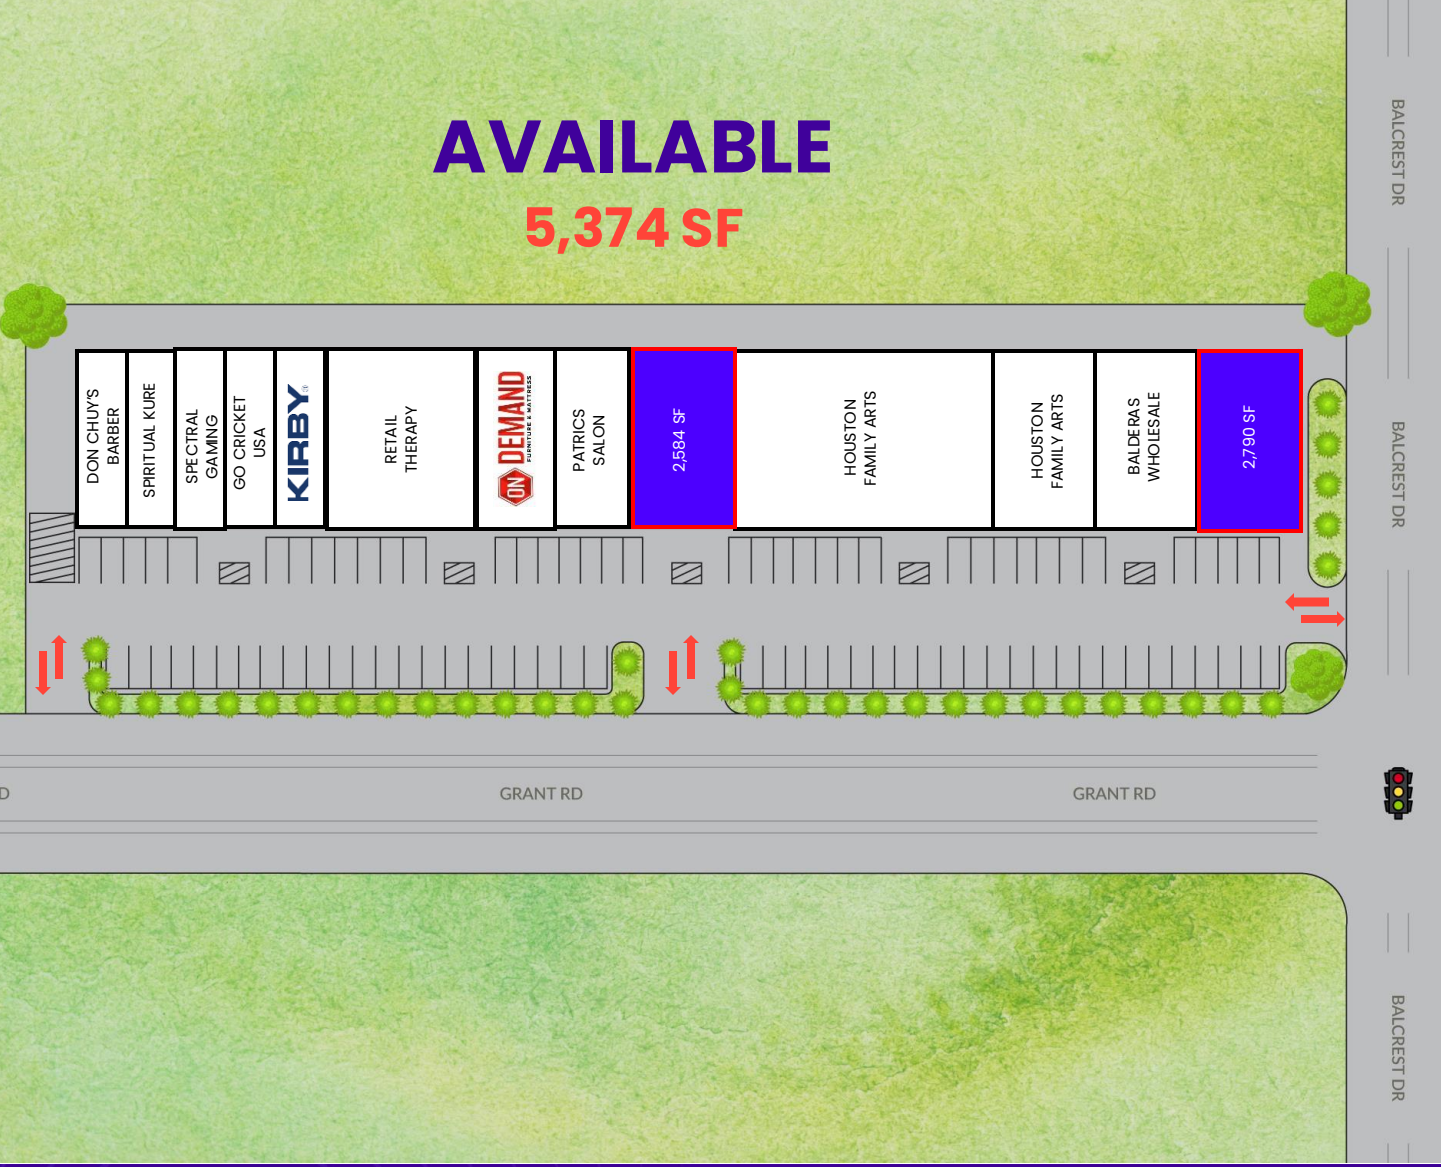 AVAILABLE
5,374 SF
BALCREST DR
DON CHUY'S
BARBER
SPIRITUAL KURE
SPECTRAL
GAMING
GO CRICKET
USA
KIRBY®
RETAIL
THERAPY
ON DEMAND
FURNITURE & MATTRESS
PATRICS
SALON
2,584 SF
HOUSTON
FAMILY ARTS
HOUSTON
FAMILY ARTS
BALDERAS
WHOLESALE
2,790 SF
BALCREST DR
D
GRANT RD
GRANT RD
BALCREST DR